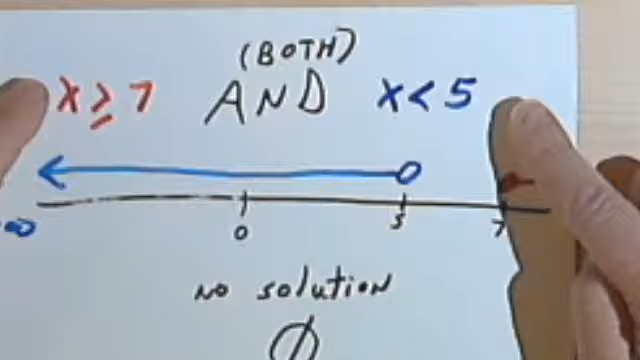 (BOTH)
x ≥ 7 AND x < 5
0 5 7
no solution
∅